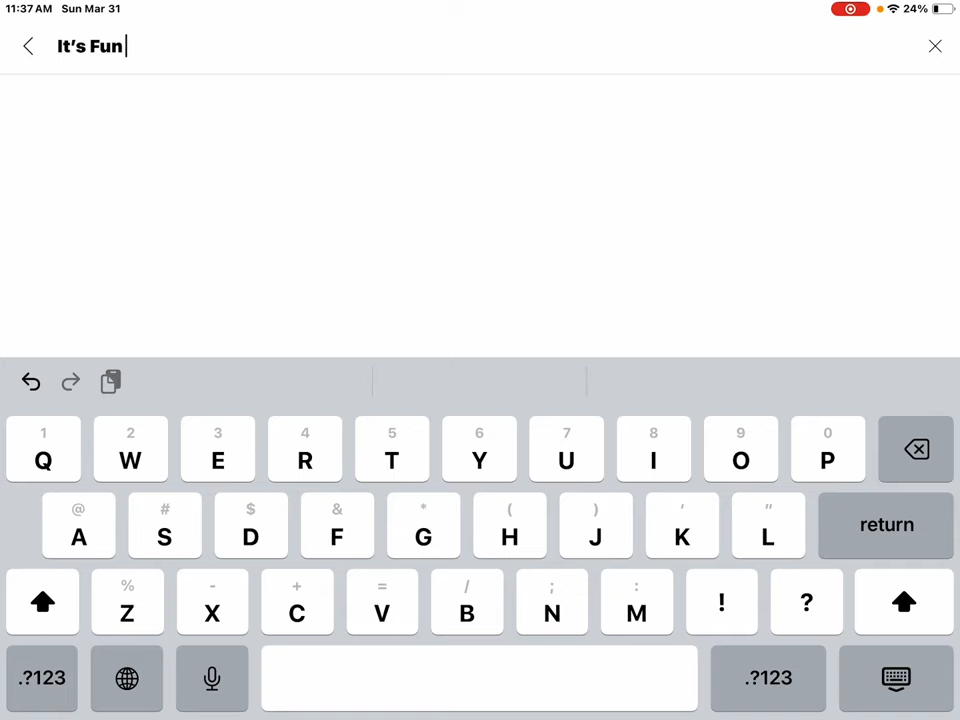 11:37 AM Sun Mar 31 24%
It’s Fun
1 2 3 4 5 6 7 8 9 0
Q W E R T Y U I O P
@ # $ & * ( ) ‘ "
A S D F G H J K L return
% - + = / ; :
Z X C V B N M ! ?
.?123 .?123